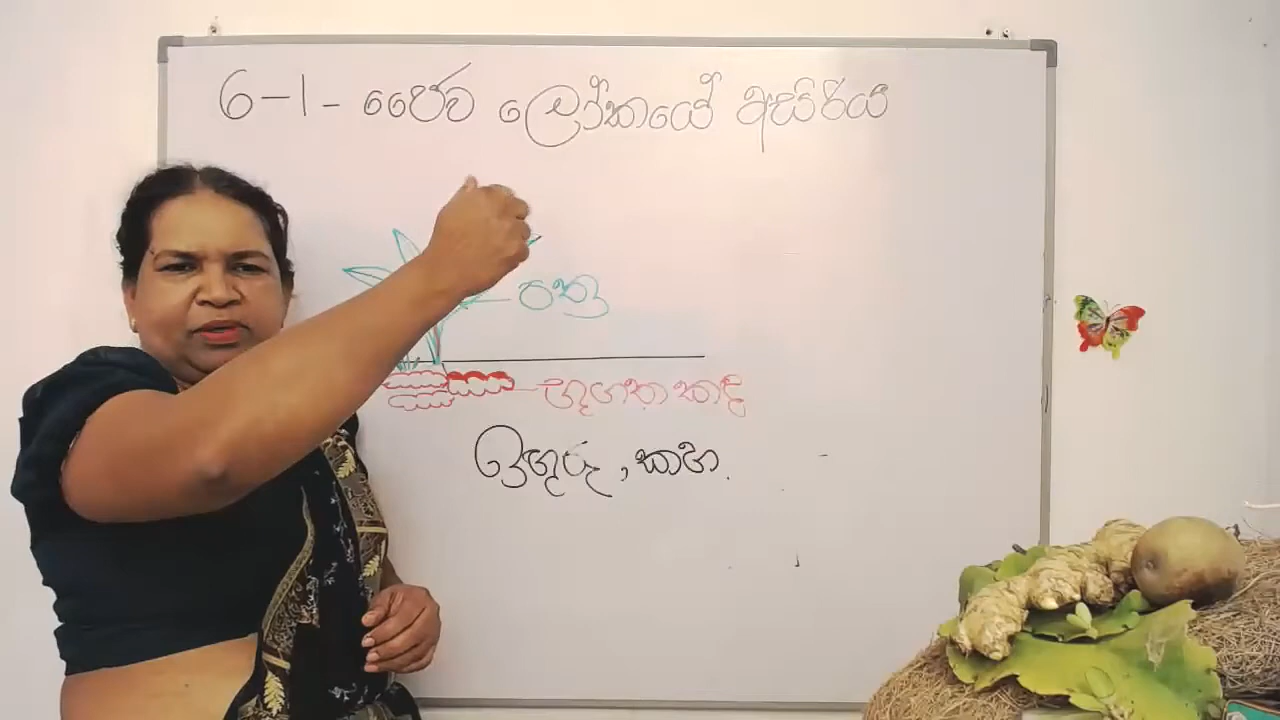 6-1- ජෛව ලෝකයේ අසිරිය
පත්‍ර
භූගත කඳ
ඉඟුරු, කහ.